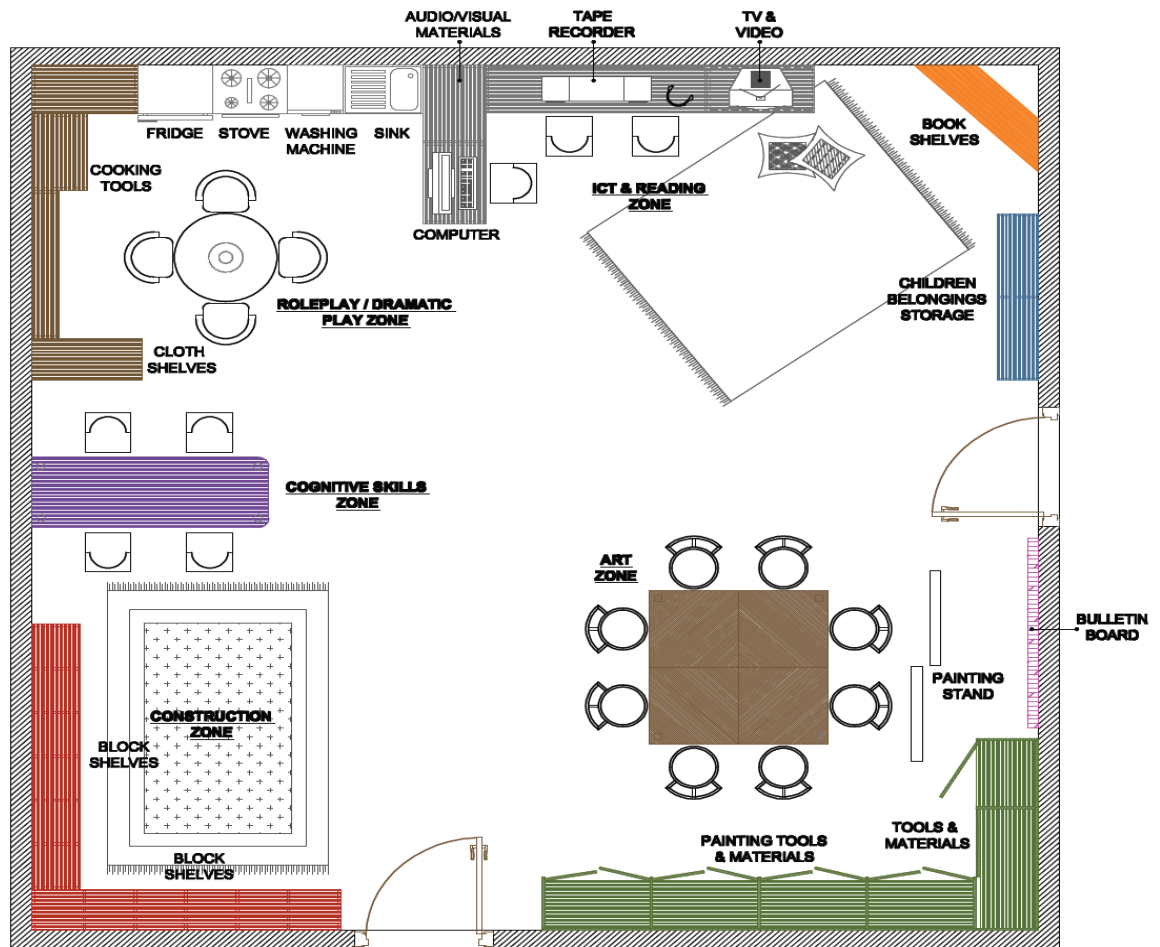 AUDIO/VISUAL
MATERIALS
TAPE
RECORDER
TV &
VIDEO
FRIDGE
STOVE
WASHING
MACHINE
SINK
BOOK
SHELVES
COOKING
TOOLS
ICT & READING
ZONE
COMPUTER
CHILDREN
BELONGINGS
STORAGE
ROLEPLAY / DRAMATIC
PLAY ZONE
CLOTH
SHELVES
COGNITIVE SKILLS
ZONE
ART
ZONE
BULLETIN
BOARD
PAINTING
STAND
CONSTRUCTION
ZONE
BLOCK
SHELVES
PAINTING TOOLS
& MATERIALS
TOOLS &
MATERIALS
BLOCK
SHELVES